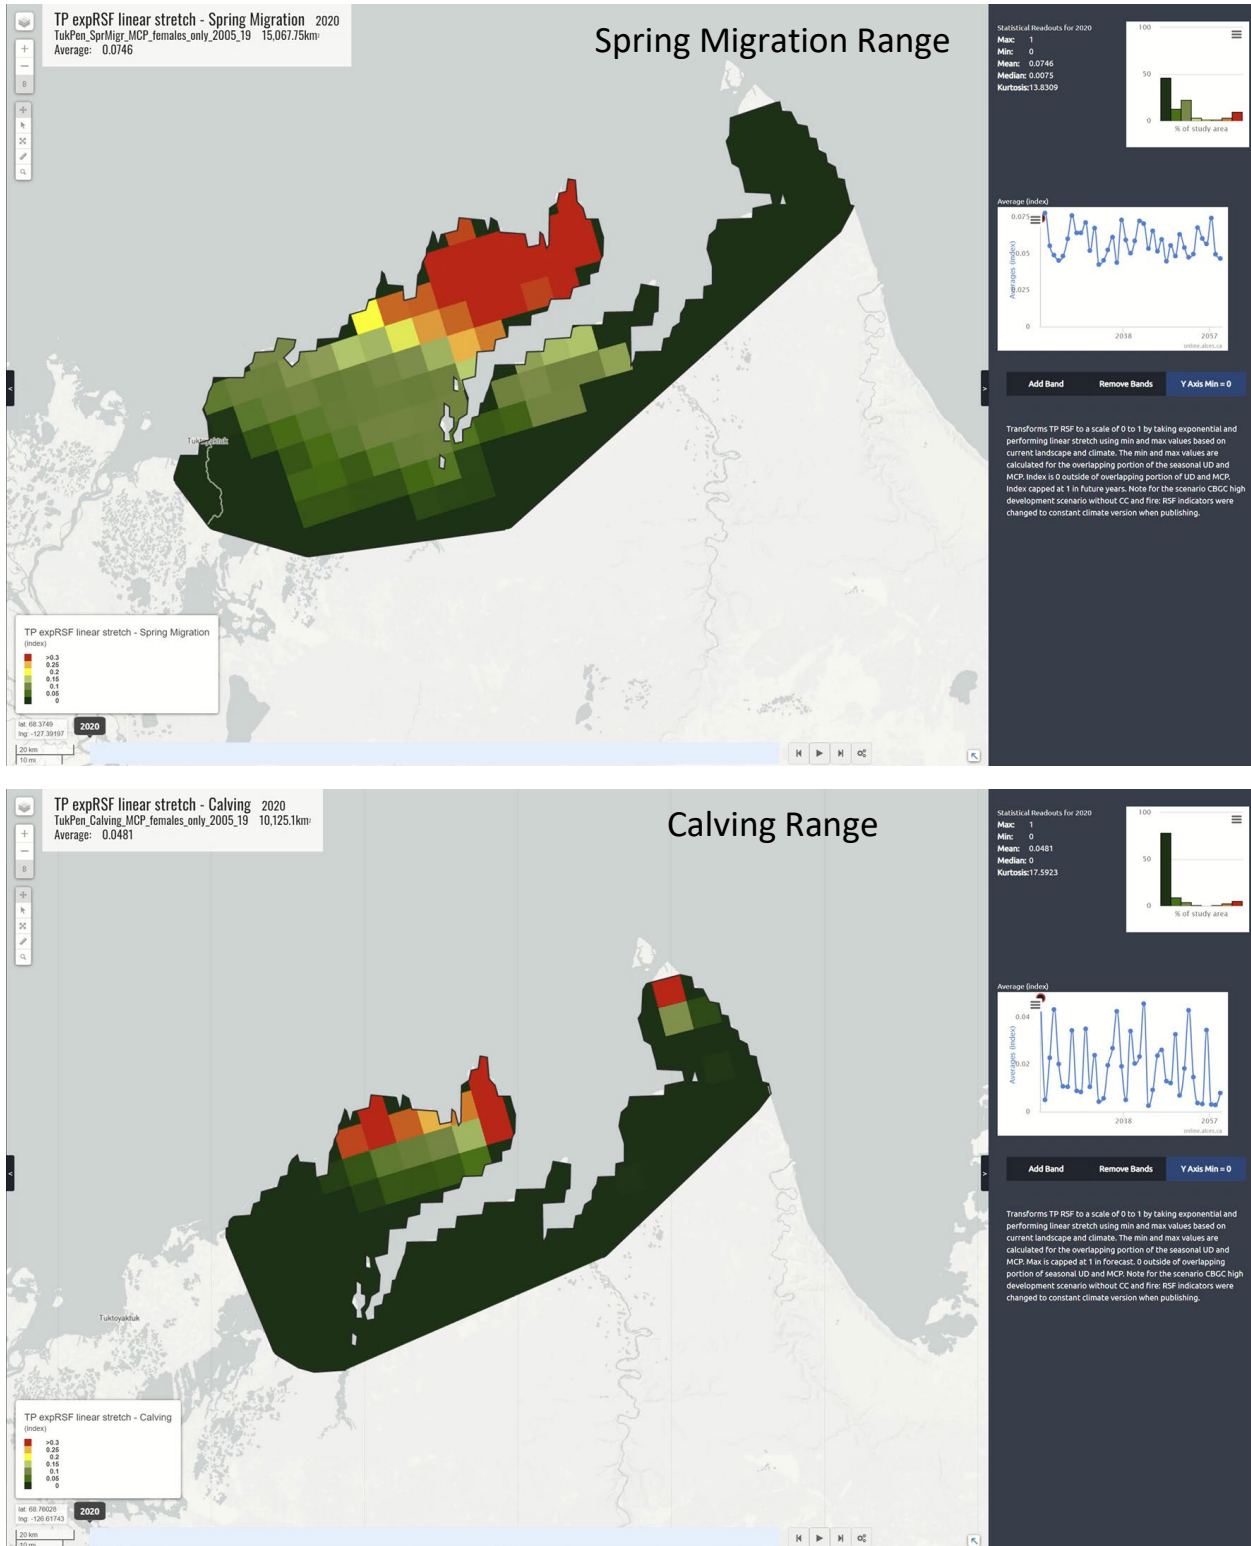 TP expRSF linear stretch - Spring Migration 2020
TukPen_SprMigr_MCP_females_only_2005_19 15,067.75km²
Average: 0.0746
Spring Migration Range
8
Tuktoyaktuk
TP expRSF linear stretch - Spring Migration
(index)
>0.3
0.25
0.2
0.15
0.1
0.05
0
lat: 68.3749
lng: -127.39197
2020
20 km
10 mi
Statistical Readouts for 2020
Max: 1
Min: 0
Mean: 0.0746
Median: 0.0075
Kurtosis:13.8309
100
50
0
% of study area
Average (index)
0.075
0.05
0.025
0
Averages (index)
2038
2057
online.alces.ca
Add Band
Remove Bands
Y Axis Min = 0
Transforms TP RSF to a scale of 0 to 1 by taking exponential and
performing linear stretch using min and max values based on
current landscape and climate. The min and max values are
calculated for the overlapping portion of the seasonal UD and
MCP. Index is 0 outside of overlapping portion of UD and MCP.
Index capped at 1 in future years. Note for the scenario CBGC high
development scenario without CC and fire: RSF indicators were
changed to constant climate version when publishing.
TP expRSF linear stretch - Calving 2020
TukPen_Calving_MCP_females_only_2005_19 10,125.1km²
Average: 0.0481
Calving Range
8
Tuktoyaktuk
TP expRSF linear stretch - Calving
(index)
>0.3
0.25
0.2
0.15
0.1
0.05
0
lat: 68.76028
lng: -126.61743
2020
20 km
10 mi
Statistical Readouts for 2020
Max: 1
Min: 0
Mean: 0.0481
Median: 0
Kurtosis:17.5923
100
50
0
% of study area
Average (index)
0.04
0.02
0
Averages (index)
2038
2057
online.alces.ca
Add Band
Remove Bands
Y Axis Min = 0
Transforms TP RSF to a scale of 0 to 1 by taking exponential and
performing linear stretch using min and max values based on
current landscape and climate. The min and max values are
calculated for the overlapping portion of the seasonal UD and
MCP. Max is capped at 1 in forecast. 0 outside of overlapping
portion of seasonal UD and MCP. Note for the scenario CBGC high
development scenario without CC and fire: RSF indicators were
changed to constant climate version when publishing.